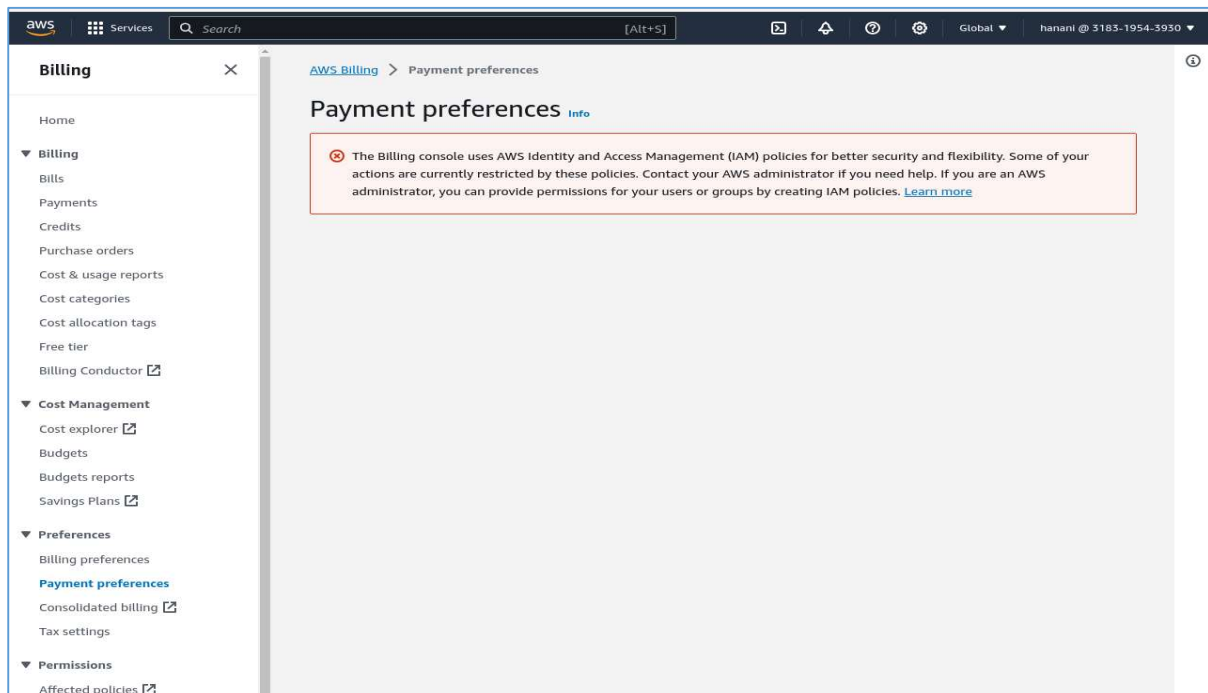 aws
Services
Search
[Alt+S]
Global
hanani @ 3183-1954-3930
Billing
Home
Billing
Bills
Payments
Credits
Purchase orders
Cost & usage reports
Cost categories
Cost allocation tags
Free tier
Billing Conductor
Cost Management
Cost explorer
Budgets
Budgets reports
Savings Plans
Preferences
Billing preferences
Payment preferences
Consolidated billing
Tax settings
Permissions
Affected policies
AWS Billing > Payment preferences
Payment preferences Info
The Billing console uses AWS Identity and Access Management (IAM) policies for better security and flexibility. Some of your
actions are currently restricted by these policies. Contact your AWS administrator if you need help. If you are an AWS
administrator, you can provide permissions for your users or groups by creating IAM policies. Learn more